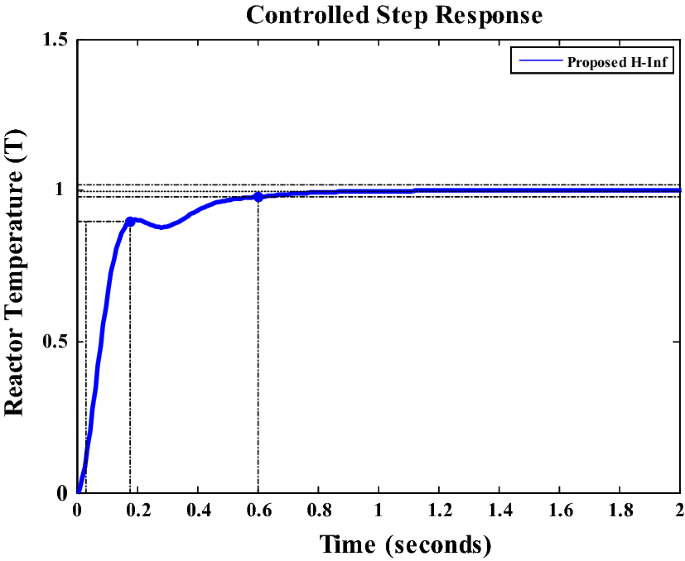 Controlled Step Response
Proposed H-Inf
Reactor Temperature (T)
1.5
1
0.5
0
0 0.2 0.4 0.6 0.8 1 1.2 1.4 1.6 1.8 2
Time (seconds)